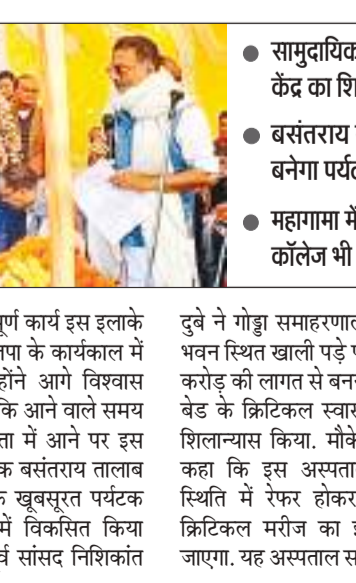 सामुदायिक
केंद्र का शि
बसंतराय
बनेगा पर्यट
महागामा में
कॉलेज भी
पूर्ण कार्य इस इलाके
जपा के कार्यकाल में
होंने आगे विश्वास
कि आने वाले समय
त्ता में आने पर इस
क बसंतराय तालाब
क खूबसूरत पर्यटक
में विकसित किया
र्व सांसद निशिकांत
दुबे ने गोड्डा समाहरणाल
भवन स्थित खाली पड़े प
करोड़ की लागत से बनन
बेड के क्रिटिकल स्वास
शिलान्यास किया. मौके
कहा कि इस अस्पता
स्थिति में रेफर होकर
क्रिटिकल मरीज का इ
जाएगा. यह अस्पताल स